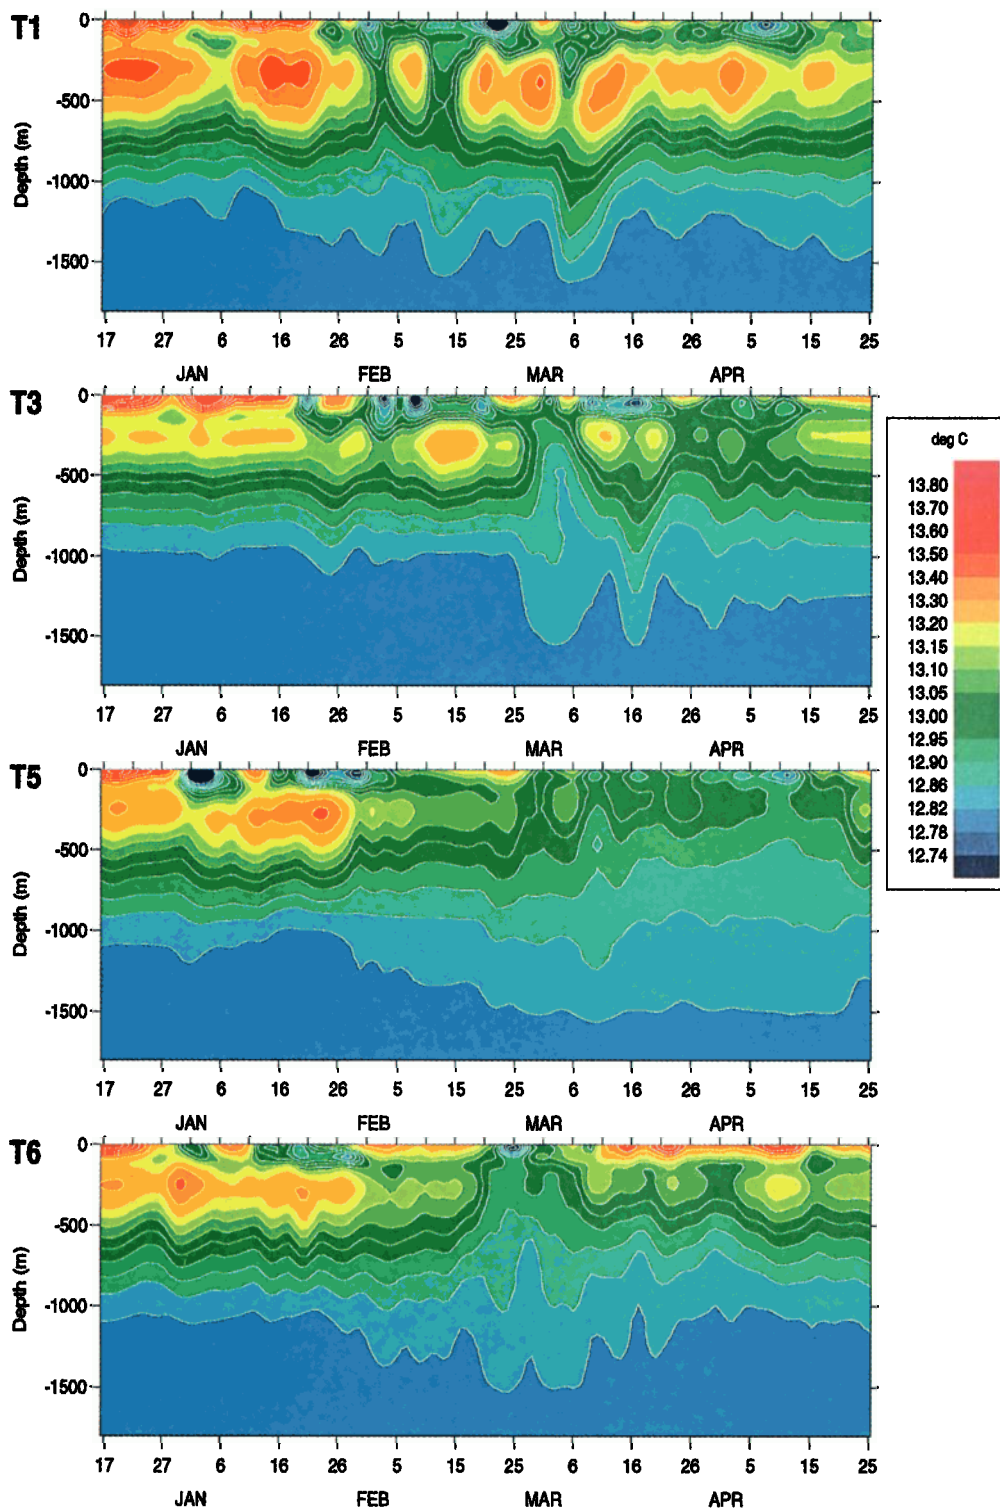 T1
0
-500
-1000
-1500
Depth (m)
17 27 6 16 26 5 15 25 6 16 26 5 15 25
JAN FEB MAR APR
T3
0
-500
-1000
-1500
Depth (m)
17 27 6 16 26 5 15 25 6 16 26 5 15 25
JAN FEB MAR APR
deg C
13.80
13.70
13.60
13.50
13.40
13.30
13.20
13.15
13.10
13.05
13.00
12.95
12.90
12.86
12.82
12.78
12.74
T5
0
-500
-1000
-1500
Depth (m)
17 27 6 16 26 5 15 25 6 16 26 5 15 25
JAN FEB MAR APR
T6
0
-500
-1000
-1500
Depth (m)
17 27 6 16 26 5 15 25 6 16 26 5 15 25
JAN FEB MAR APR